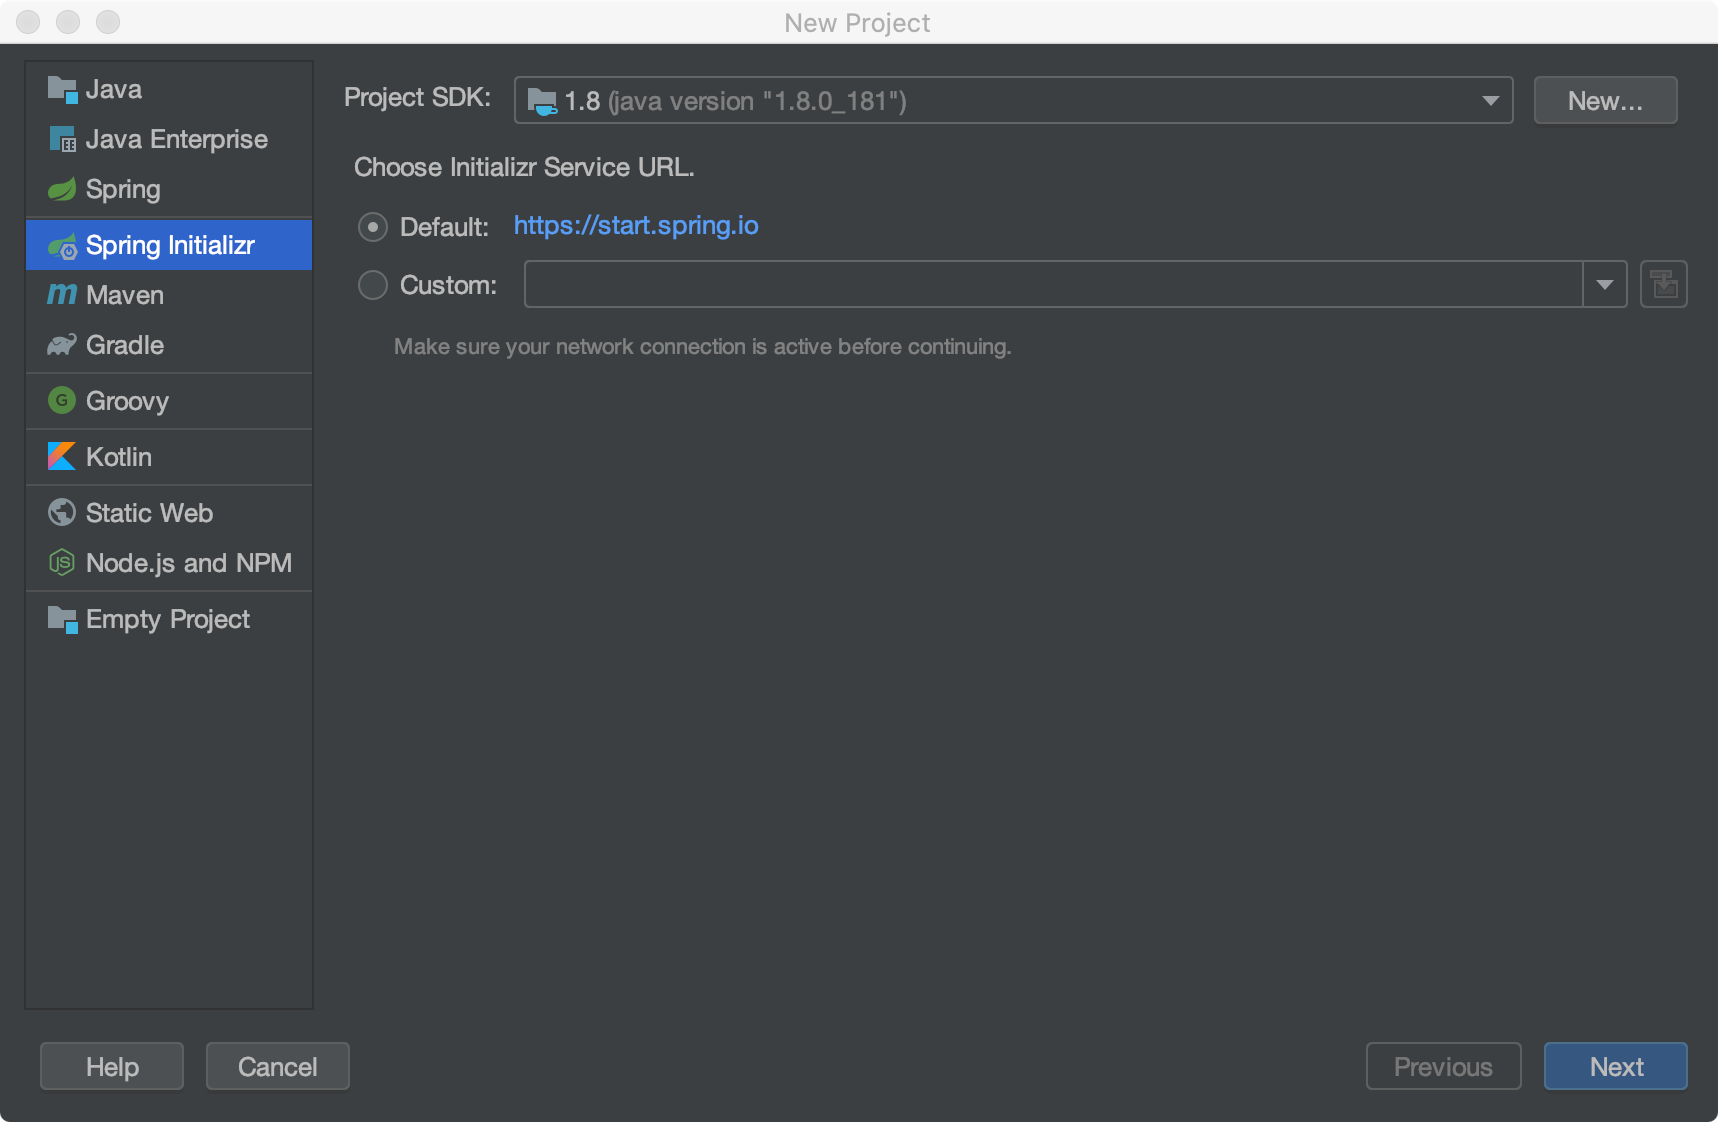 New Project
Java
Java Enterprise
Spring
Spring Initializr
Maven
Gradle
G Groovy
Kotlin
Static Web
JS Node.js and NPM
Empty Project
Project SDK: 1.8 (java version "1.8.0_181") New...
Choose Initializr Service URL.
Default: https://start.spring.io
Custom:
Make sure your network connection is active before continuing.
Help Cancel Previous Next